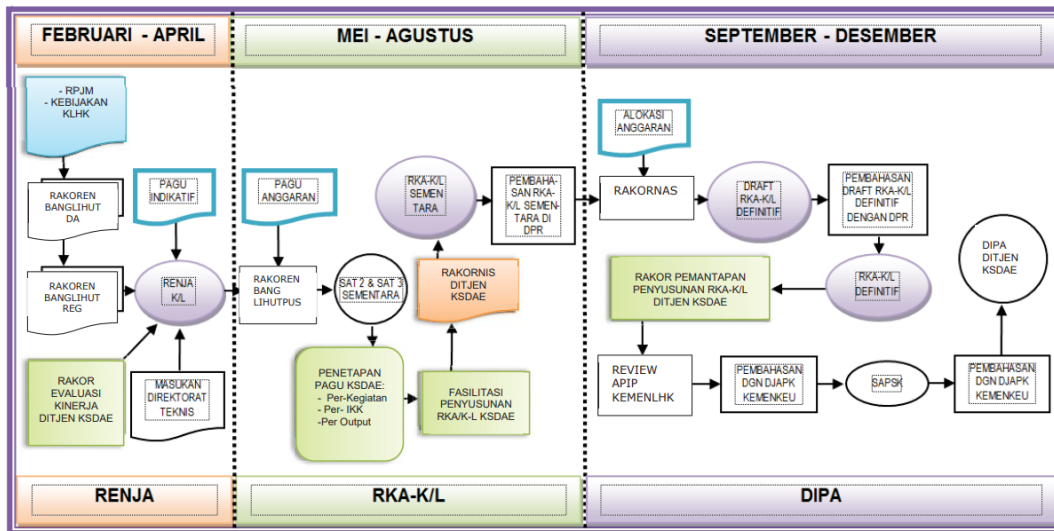 FEBRUARI - APRIL
MEI - AGUSTUS
SEPTEMBER - DESEMBER
- RPJM
- KEBIJAKAN
KLHK
RAKOREN
BANGLIHUT
DA
PAGU
INDIKATIF
RAKOREN
BANGLIHUT
REG
RENJA
K/L
RAKOR
EVALUASI
KINERJA
DITJEN KSDAE
MASUKAN
DIREKTORAT
TEKNIS
PAGU
ANGGARAN
RAKOREN
BANG
LIHUTPUS
SAT 2 & SAT 3
SEMENTARA
PENETAPAN
PAGU KSDAE:
- Per-Kegiatan
- Per- IKK
-Per Output
FASILITASI
PENYUSUNAN
RKA/K-L KSDAE
RAKORNIS
DITJEN
KSDAE
RKA-K/L
SEMEN
TARA
PEMBAHA-
SAN RKA-
K/L SEMEN-
TARA DI
DPR
ALOKASI
ANGGARAN
RAKORNAS
DRAFT
RKA-K/L
DEFINITIF
PEMBAHASAN
DRAFT RKA-K/L
DEFINITIF
DENGAN DPR
RKA-K/L
DEFINITIF
RAKOR PEMANTAPAN
PENYUSUNAN RKA-K/L
DITJEN KSDAE
REVIEW
APIP
KEMENLHK
PEMBAHASAN
DGN DJAPK
KEMENKEU
SAPSK
PEMBAHASAN
DGN DJAPK
KEMENKEU
DIPA
DITJEN
KSDAE
RENJA
RKA-K/L
DIPA